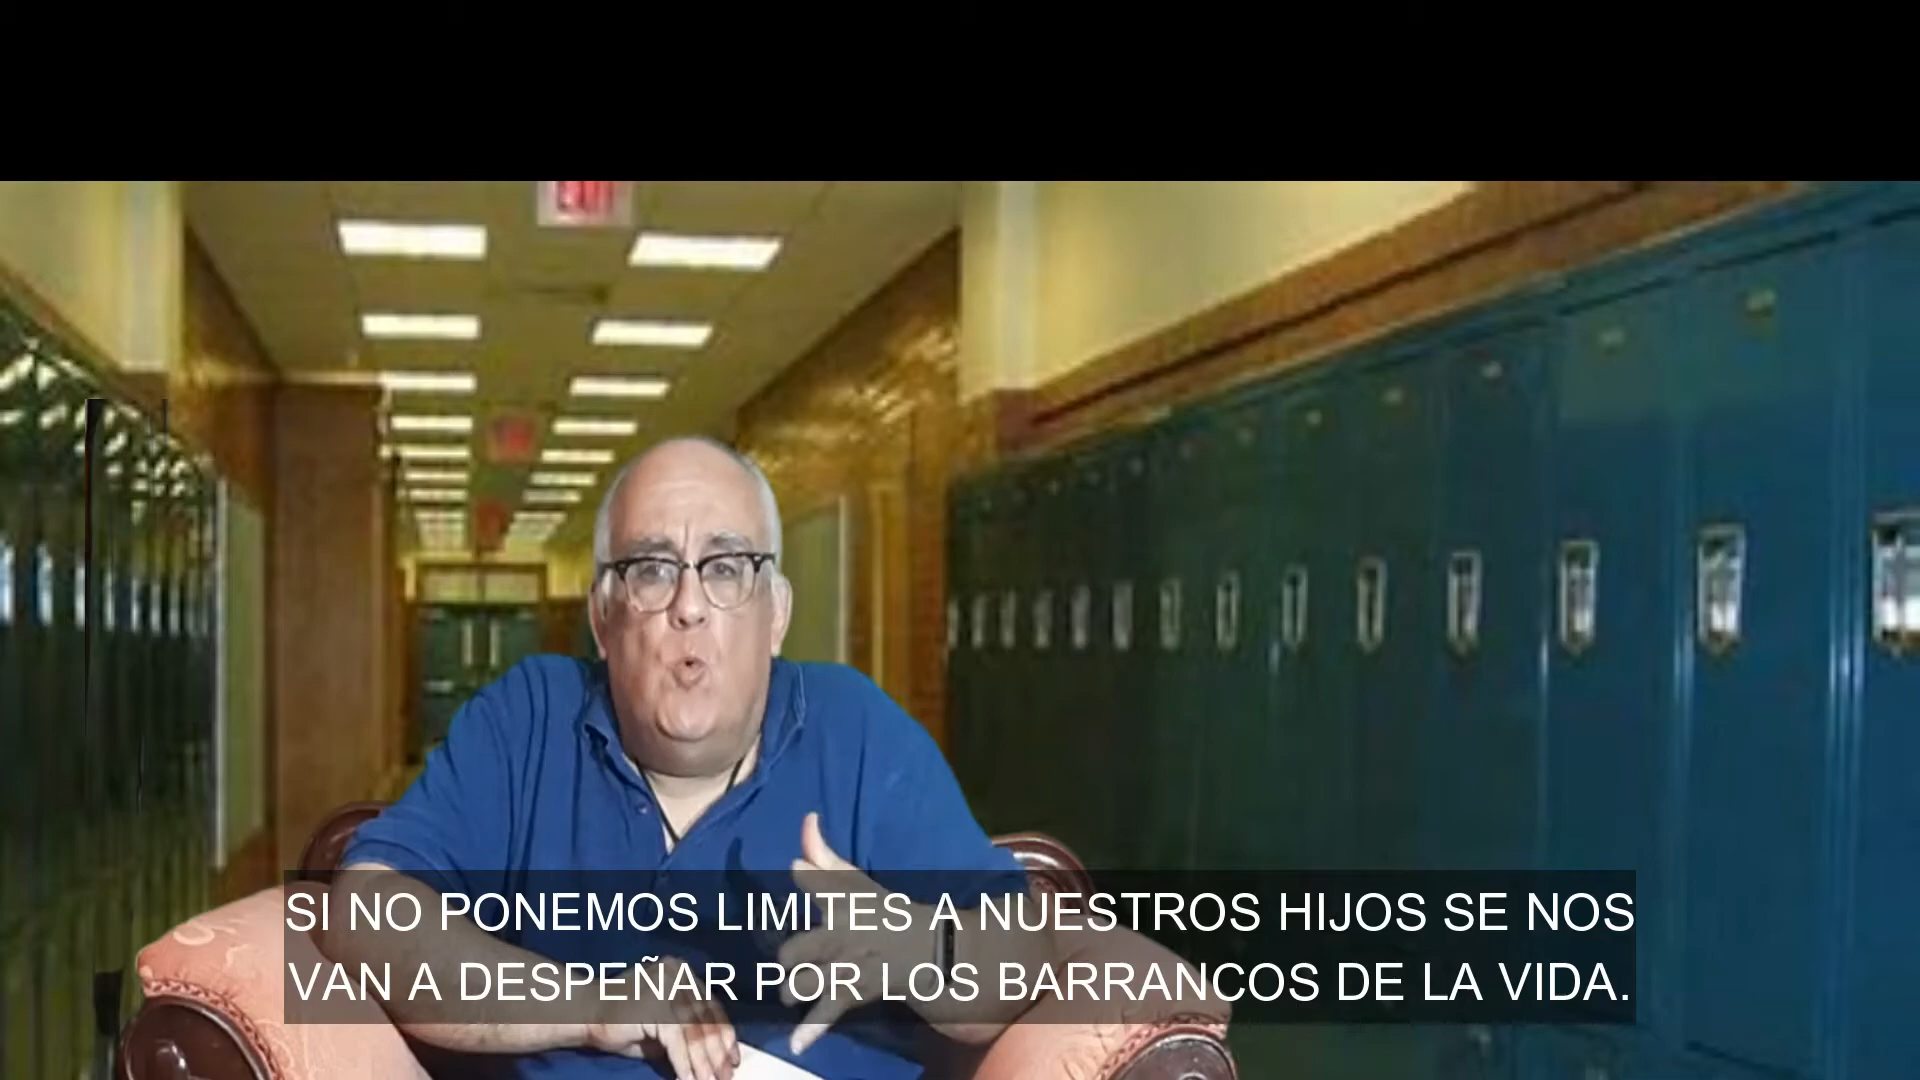 SI NO PONEMOS LIMITES A NUESTROS HIJOS SE NOS
VAN A DESPEÑAR POR LOS BARRANCOS DE LA VIDA.